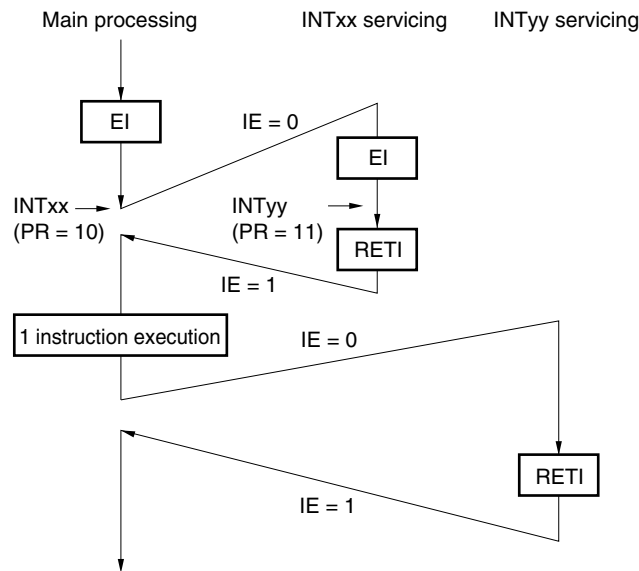 Main processing
INTxx servicing
INTyy servicing
EI
IE = 0
EI
INTxx
(PR = 10)
INTyy
(PR = 11)
RETI
IE = 1
1 instruction execution
IE = 0
RETI
IE = 1